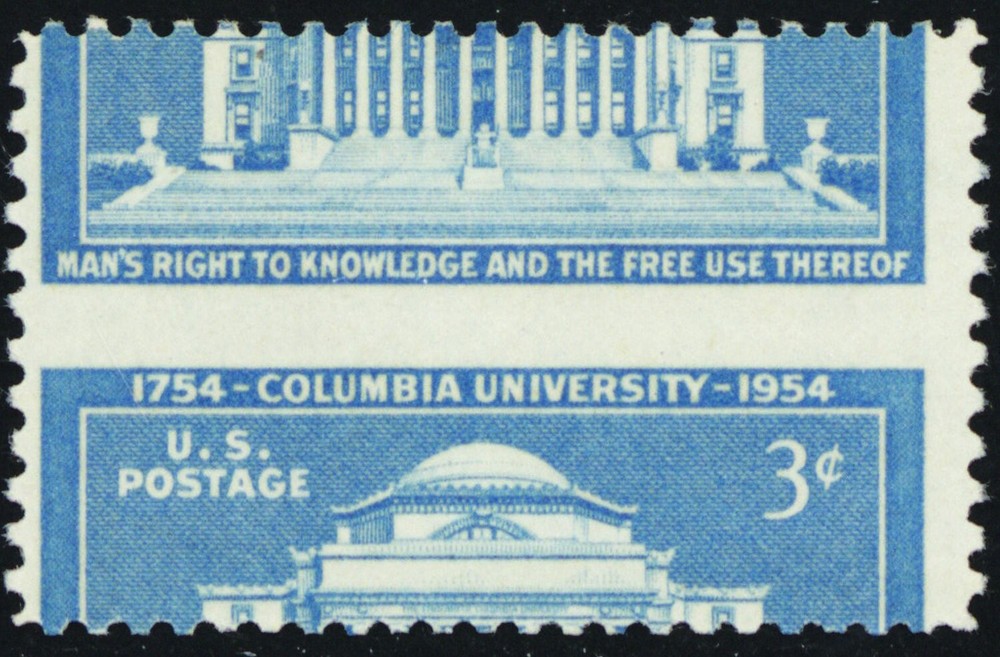 MAN'S RIGHT TO KNOWLEDGE AND THE FREE USE THEREOF
1754-COLUMBIA UNIVERSITY-1954
U.S.
POSTAGE
3¢